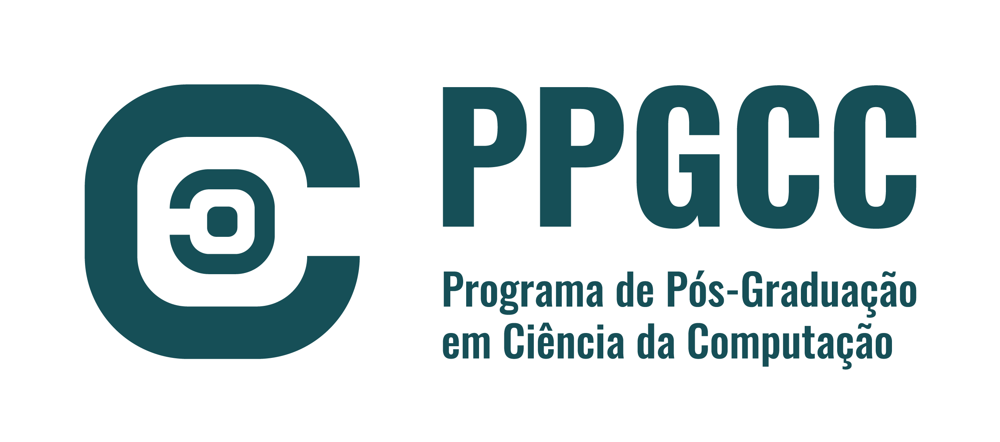 PPGCC
Programa de Pós-Graduação
em Ciência da Computação